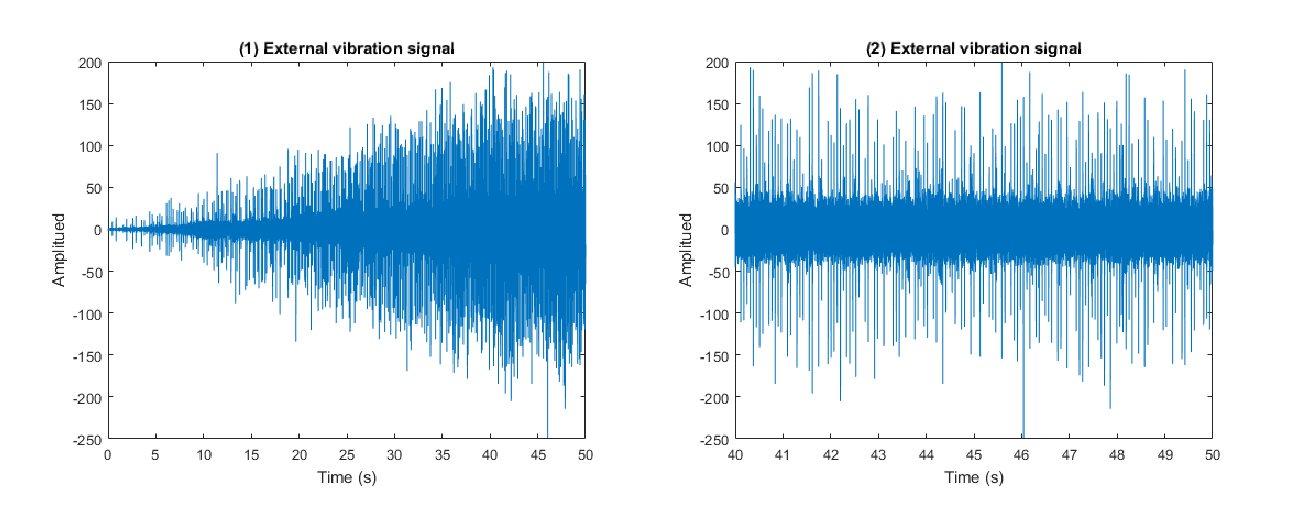 (1) External vibration signal
200
150
100
50
0
-50
-100
-150
-200
-250
Amplitued
0 5 10 15 20 25 30 35 40 45 50
Time (s)
(2) External vibration signal
200
150
100
50
0
-50
-100
-150
-200
-250
Amplitued
40 41 42 43 44 45 46 47 48 49 50
Time (s)